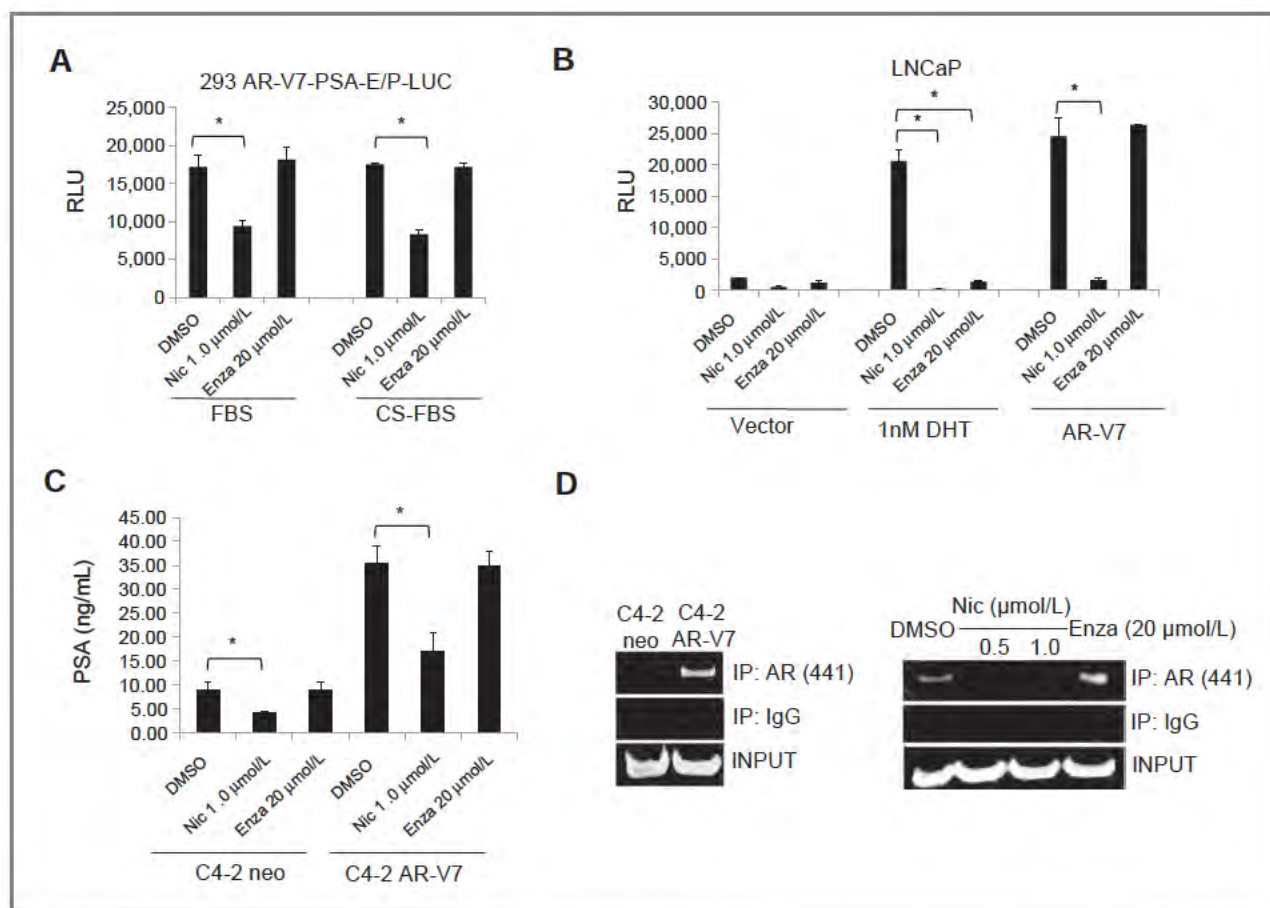 A
293 AR-V7-PSA-E/P-LUC
25,000
20,000
15,000
10,000
5,000
0
RLU
*
*
DMSO
Nic 1 .0 µmol/L
Enza 20 µmol/L
DMSO
Nic 1.0 µmol/L
Enza 20 µmol/L
FBS
CS-FBS
B
LNCaP
30,000
25,000
20,000
15,000
10,000
5,000
0
RLU
*
*
*
DMSO
Nic 1.0 µmol/L
Enza 20 µmol/L
DMSO
Nic 1.0 µmol/L
Enza 20 µmol/L
DMSO
Nic 1.0 µmol/L
Enza 20 µmol/L
Vector
1nM DHT
AR-V7
C
45.00
40.00
35.00
30.00
25.00
20.00
15.00
10.00
5.00
0.00
PSA (ng/mL)
*
*
DMSO
Nic 1 .0 µmol/L
Enza 20 µmol/L
DMSO
Nic 1 .0 µmol/L
Enza 20 µmol/L
C4-2 neo
C4-2 AR-V7
D
C4-2 neo
C4-2 AR-V7
IP: AR (441)
IP: IgG
INPUT
DMSO
Nic (µmol/L)
0.5 1.0
Enza (20 µmol/L)
IP: AR (441)
IP: IgG
INPUT